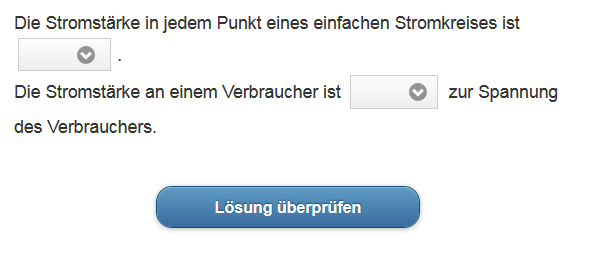 Die Stromstärke in jedem Punkt eines einfachen Stromkreises ist
.
Die Stromstärke an einem Verbraucher ist zur Spannung
des Verbrauchers.
Lösung überprüfen